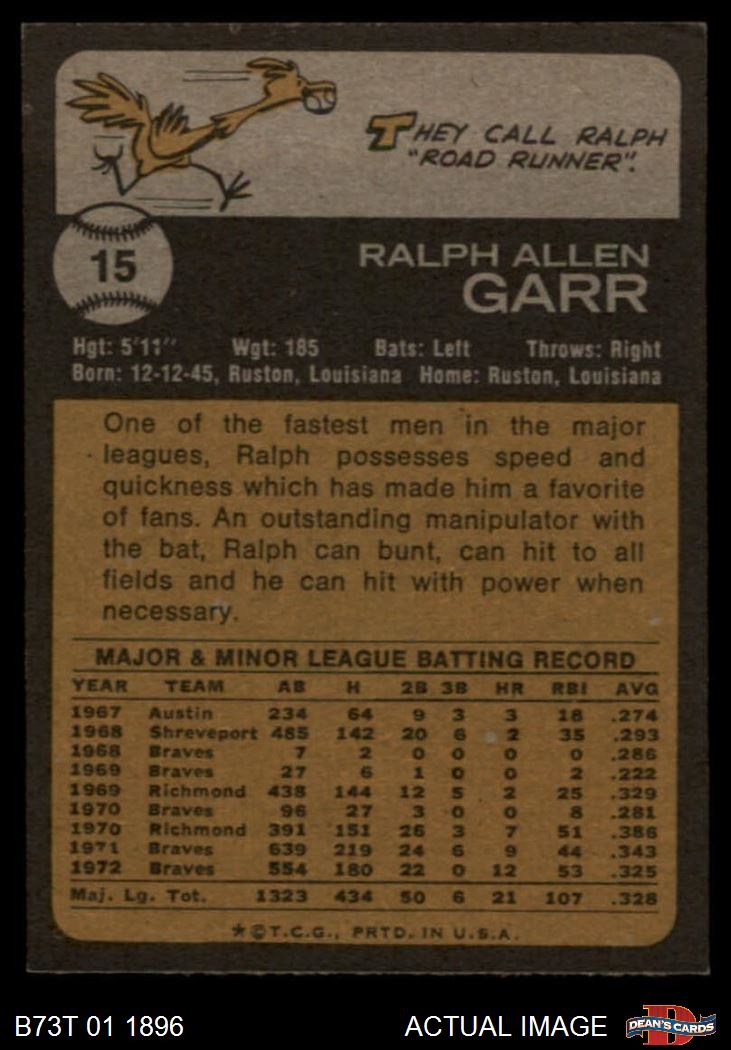 THEY CALL RALPH
"ROAD RUNNER".
15
RALPH ALLEN
GARR
Hgt: 5'11" Wgt: 185 Bats: Left Throws: Right
Born: 12-12-45, Ruston, Louisiana Home: Ruston, Louisiana
One of the fastest men in the major
leagues, Ralph possesses speed and
quickness which has made him a favorite
of fans. An outstanding manipulator with
the bat, Ralph can bunt, can hit to all
fields and he can hit with power when
necessary.
MAJOR & MINOR LEAGUE BATTING RECORD
YEAR TEAM AB H 2B 3B HR RBI AVG
1967 Austin 234 64 9 3 3 18 .274
1968 Shreveport 485 142 20 6 2 35 .293
1968 Braves 7 2 0 0 0 0 .286
1969 Braves 27 6 1 0 0 2 .222
1969 Richmond 438 144 12 5 2 25 .329
1970 Braves 96 27 3 0 0 8 .281
1970 Richmond 391 151 26 3 7 51 .386
1971 Braves 639 219 24 6 9 44 .343
1972 Braves 554 180 22 0 12 53 .325
Maj. Lg. Tot. 1323 434 50 6 21 107 .328
*©T.C.G., PRTD. IN U.S.A.
B73T 01 1896 ACTUAL IMAGE
D
DEAN'S CARDS